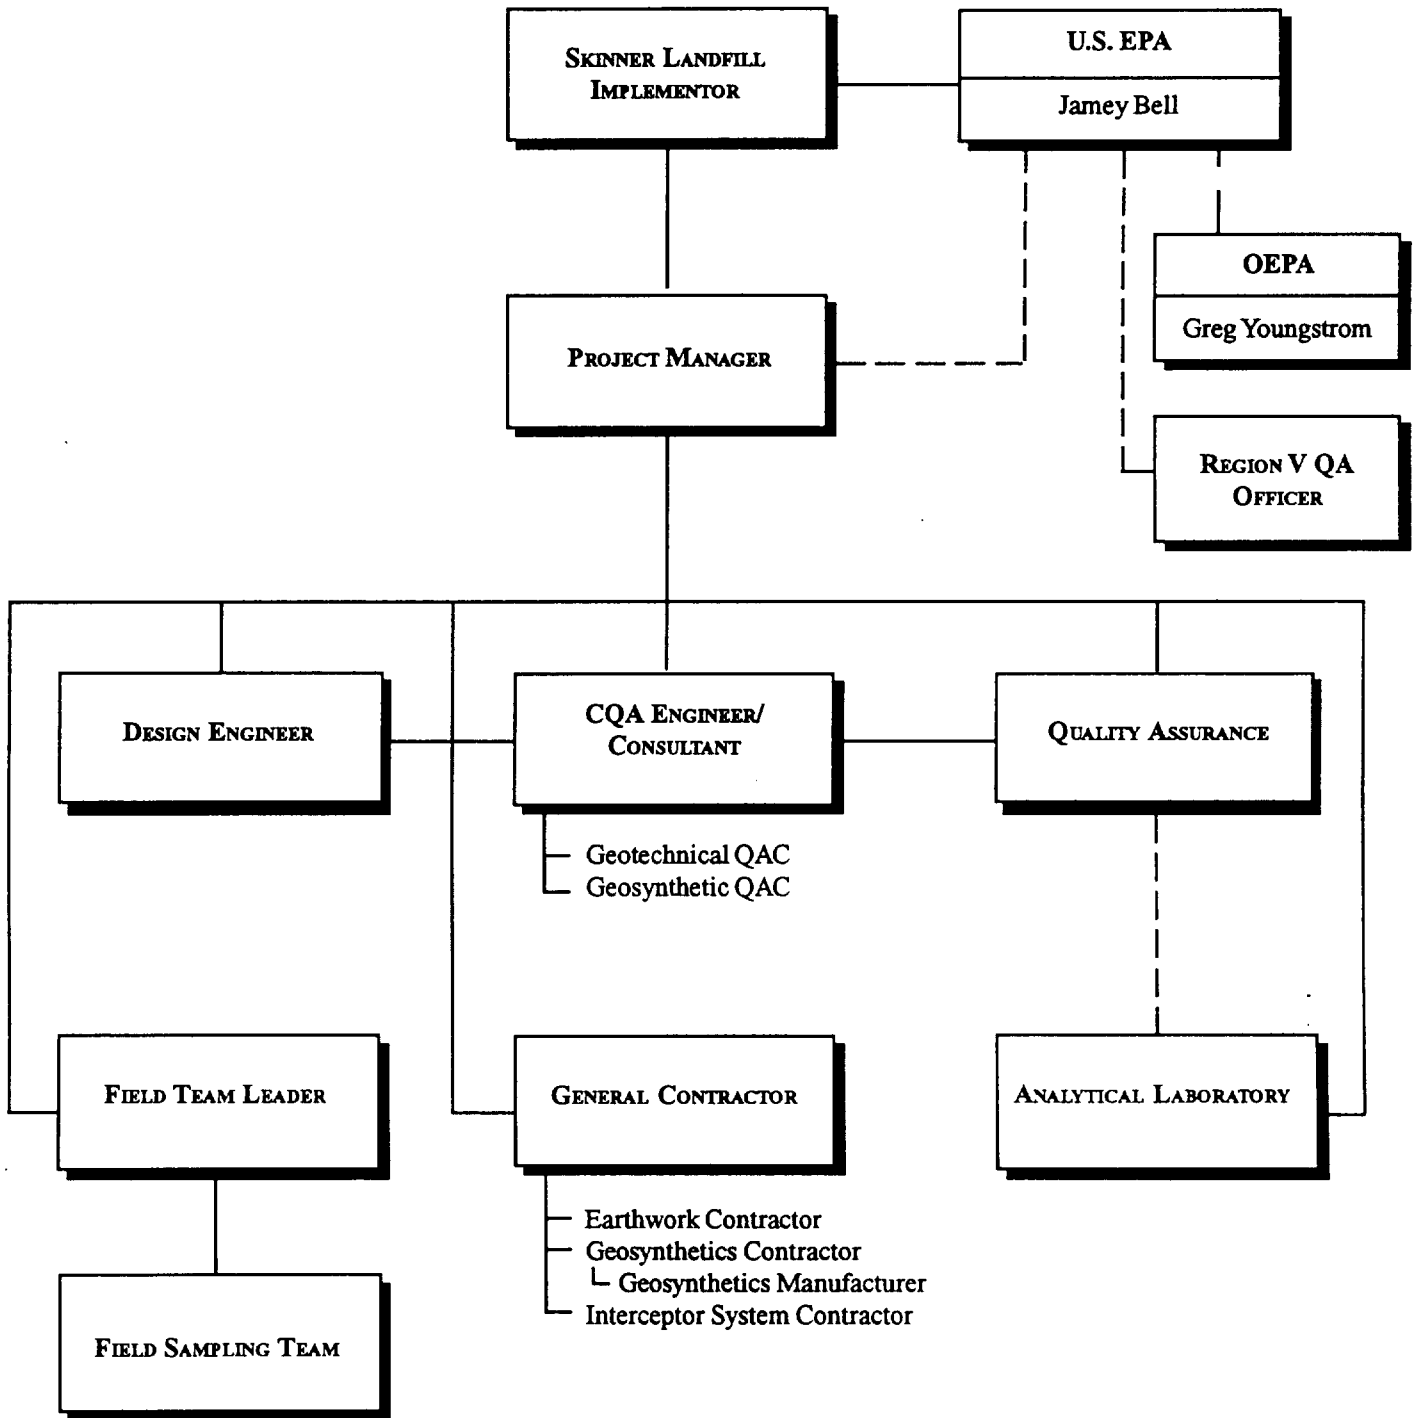 SKINNER LANDFILL
IMPLEMENTOR
U.S. EPA
Jamey Bell
OEPA
Greg Youngstrom
PROJECT MANAGER
REGION V QA
OFFICER
DESIGN ENGINEER
CQA ENGINEER/
CONSULTANT
QUALITY ASSURANCE
Geotechnical QAC
Geosynthetic QAC
FIELD TEAM LEADER
GENERAL CONTRACTOR
ANALYTICAL LABORATORY
Earthwork Contractor
Geosynthetics Contractor
Geosynthetics Manufacturer
Interceptor System Contractor
FIELD SAMPLING TEAM